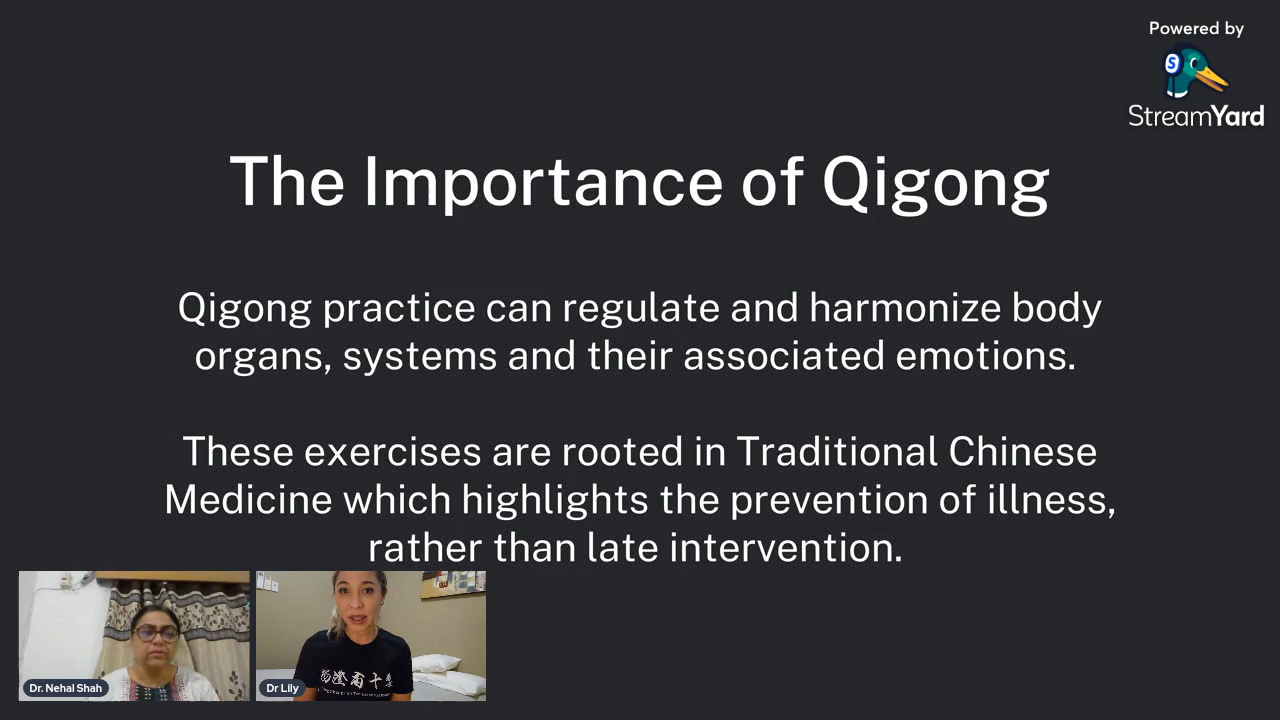 Powered by
StreamYard
The Importance of Qigong
Qigong practice can regulate and harmonize body
organs, systems and their associated emotions.
These exercises are rooted in Traditional Chinese
Medicine which highlights the prevention of illness,
rather than late intervention.
Dr. Nehal Shah
Dr Lily